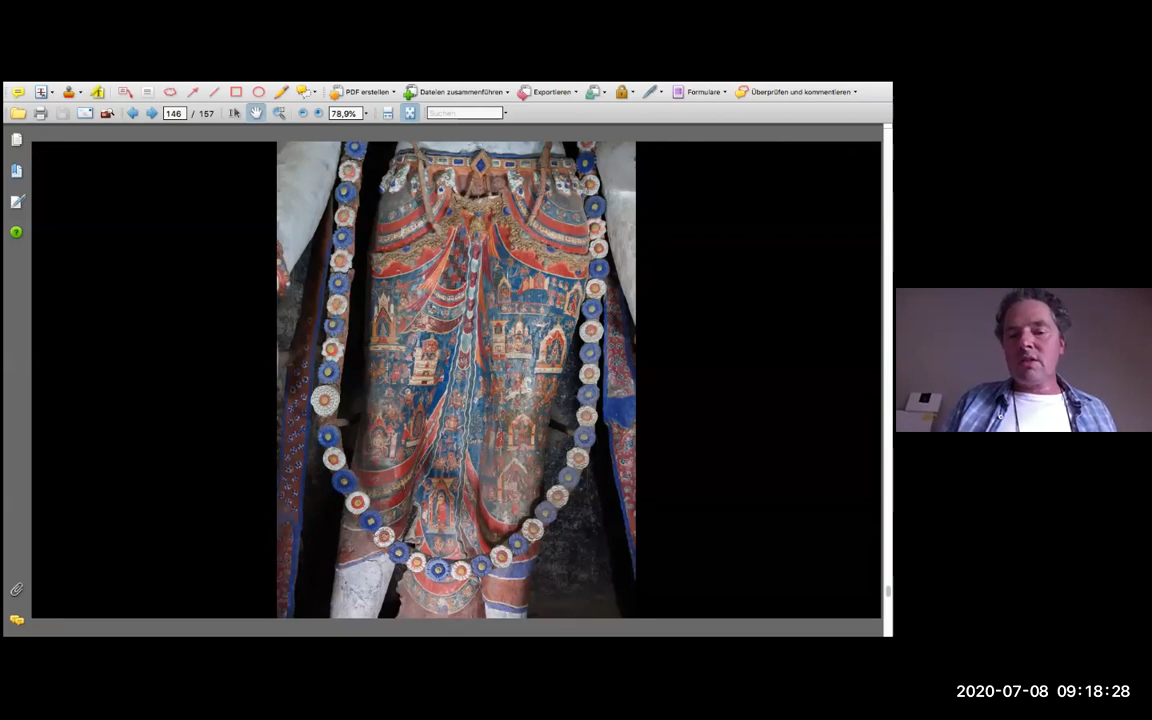 PDF erstellen Dateien zusammenführen Exportieren Formulare Überprüfen und kommentieren
146 / 157 78,9% Suchen
2020-07-08 09:18:28